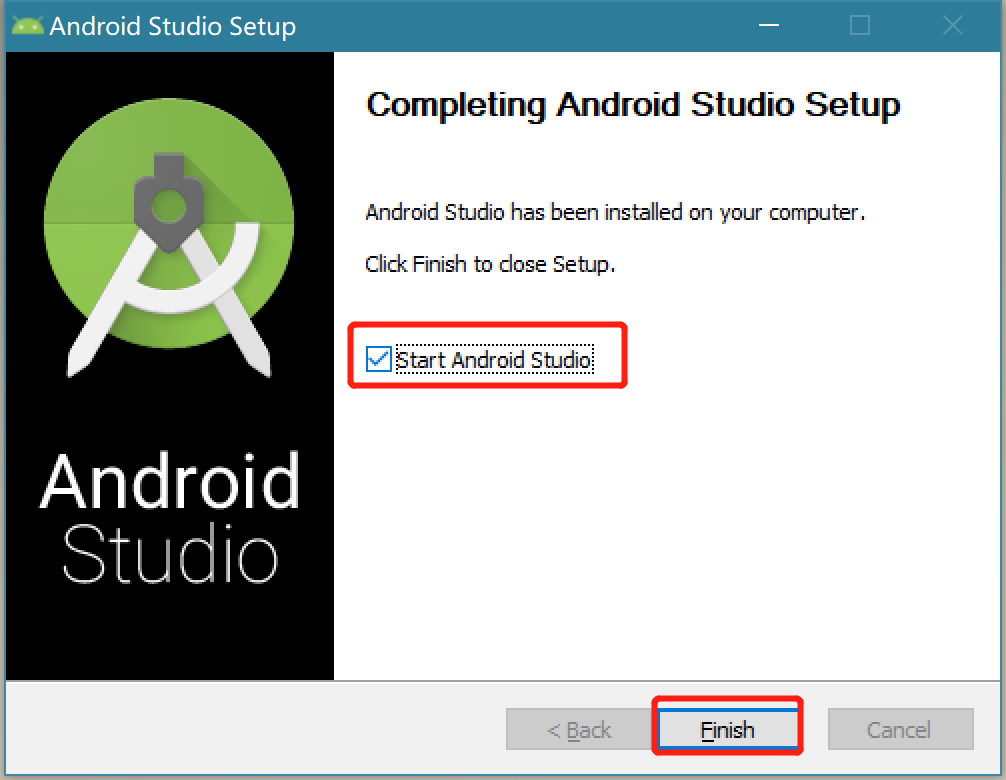 Android Studio Setup
Completing Android Studio Setup
Android Studio has been installed on your computer.
Click Finish to close Setup.
Start Android Studio
Android
Studio
< Back
Finish
Cancel